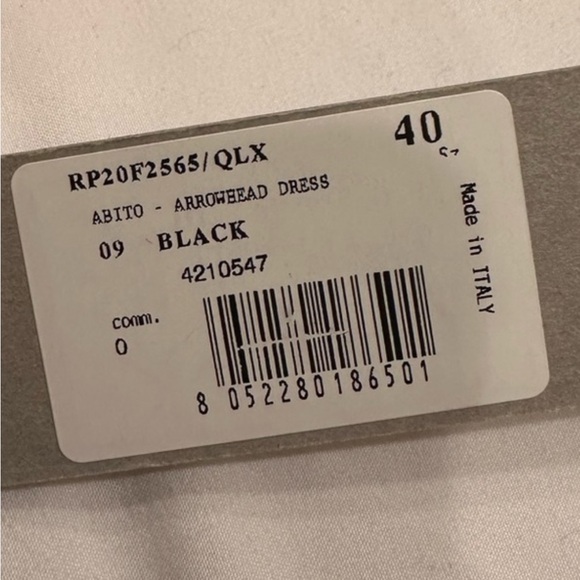 RP20F2565/QLX
40
ABITO - ARROWHEAD DRESS
09 BLACK
4210547
comm.
0
8 052280 186501
Made in ITALY